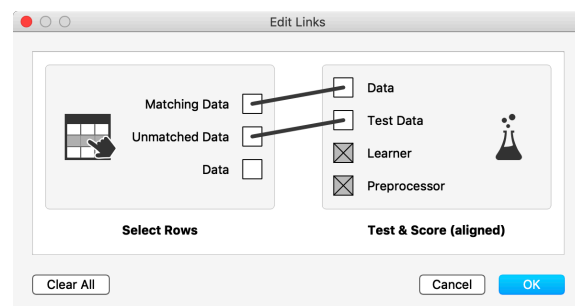 Edit Links
Matching Data
Unmatched Data
Data
Select Rows
Data
Test Data
Learner
Preprocessor
Test & Score (aligned)
Clear All
Cancel
OK